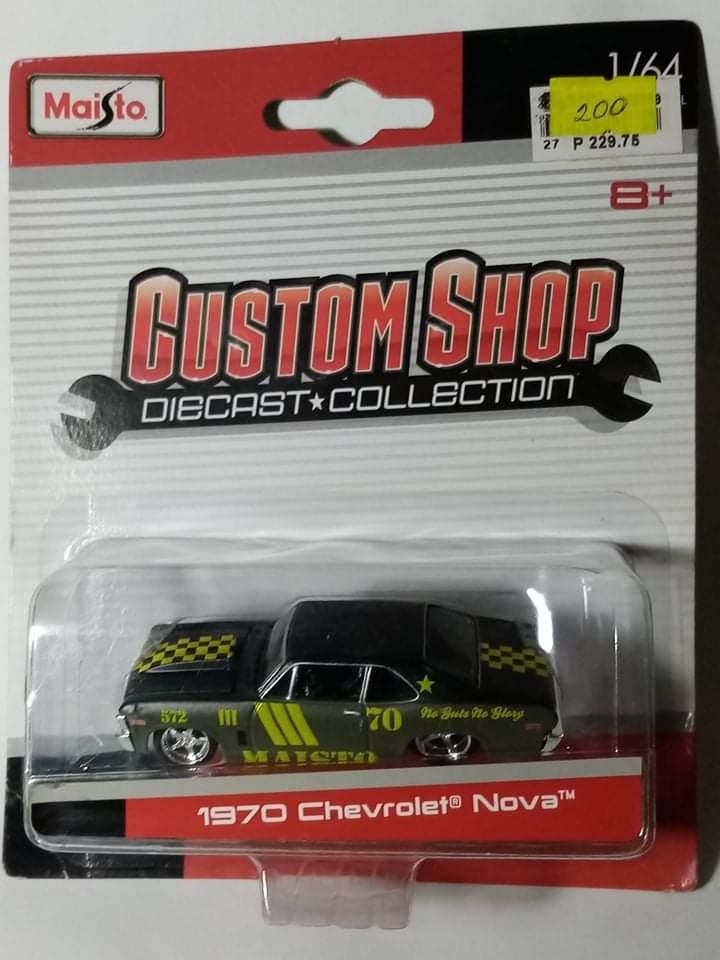 Maisto
1/64
200
27 P 229.75
8+
CUSTOM SHOP
DIECAST★COLLECTION
572
70
No Guts No Glory
MAISTO
1970 Chevrolet® Nova™